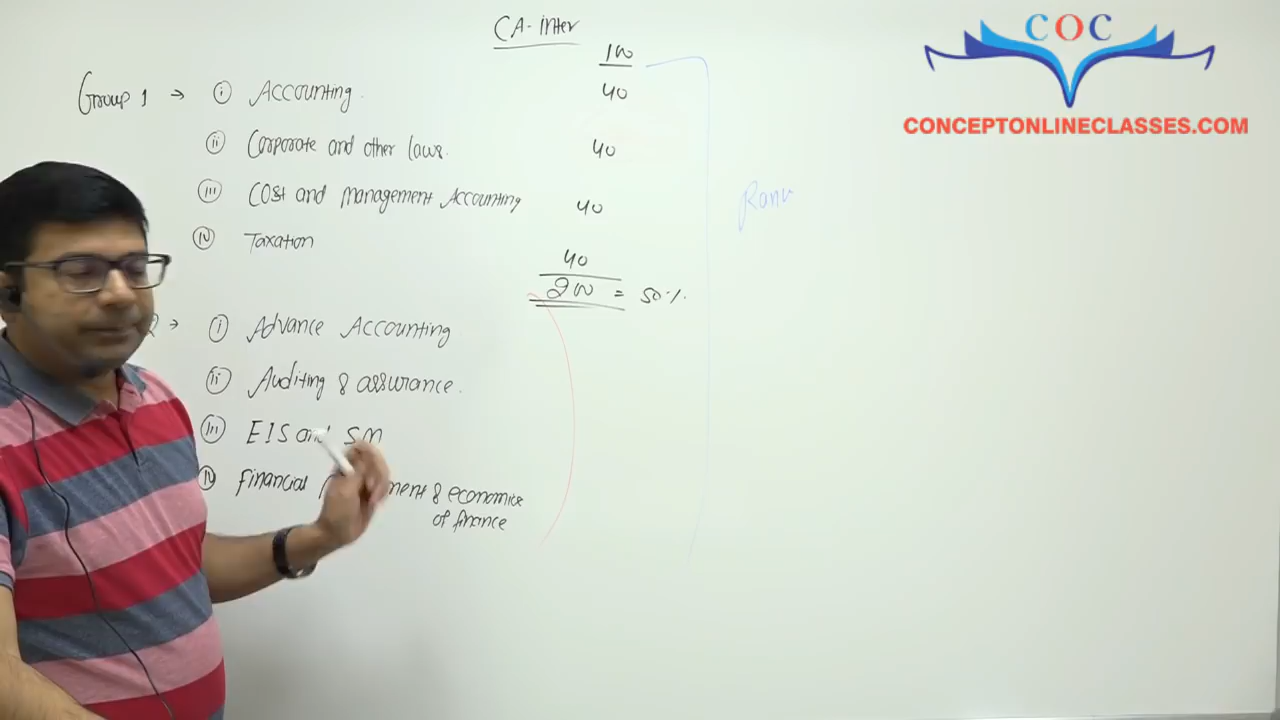 CA-Inter
100
Group 1 → (i) Accounting. 40
(ii) Corporate and other laws. 40
(iii) Cost and Management Accounting 40
(iv) Taxation
40
200 = 50%.
2 → (i) Advance Accounting
(ii) Auditing & assurance.
(iii) EIS and SM
(iv) financial & economics
of finance
Rank
COC
CONCEPTONLINECLASSES.COM